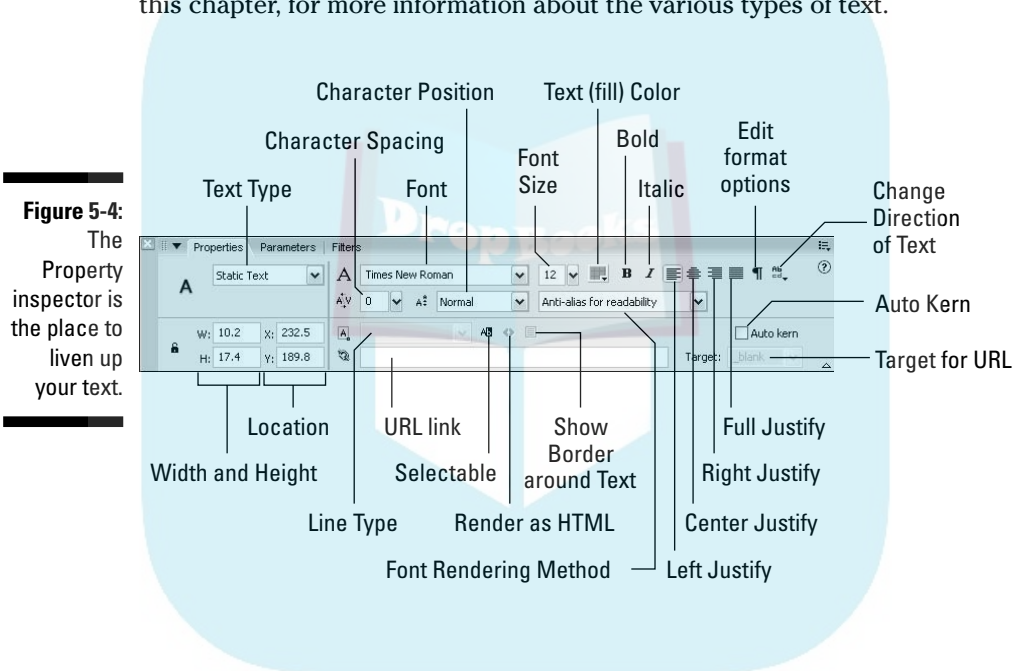 this chapter, for more information about the various types of text.
Character Position
Text (fill) Color
Character Spacing
Bold
Edit
format
options
Font
Size
Text Type
Font
Italic
Change
Direction
of Text
Figure 5-4:
The
Property
inspector is
the place to
liven up
your text.
Drop Books
Properties Parameters Filters
A Static Text A Times New Roman 12 B I ¶
A V 0 Normal Anti-alias for readability
Auto Kern
W: 10.2 X: 232.5 Auto kern
H: 17.4 Y: 189.8 Target: _blank
Target for URL
Location
URL link
Show
Border
around Text
Full Justify
Width and Height
Selectable
Right Justify
Line Type
Render as HTML
Center Justify
Font Rendering Method
Left Justify